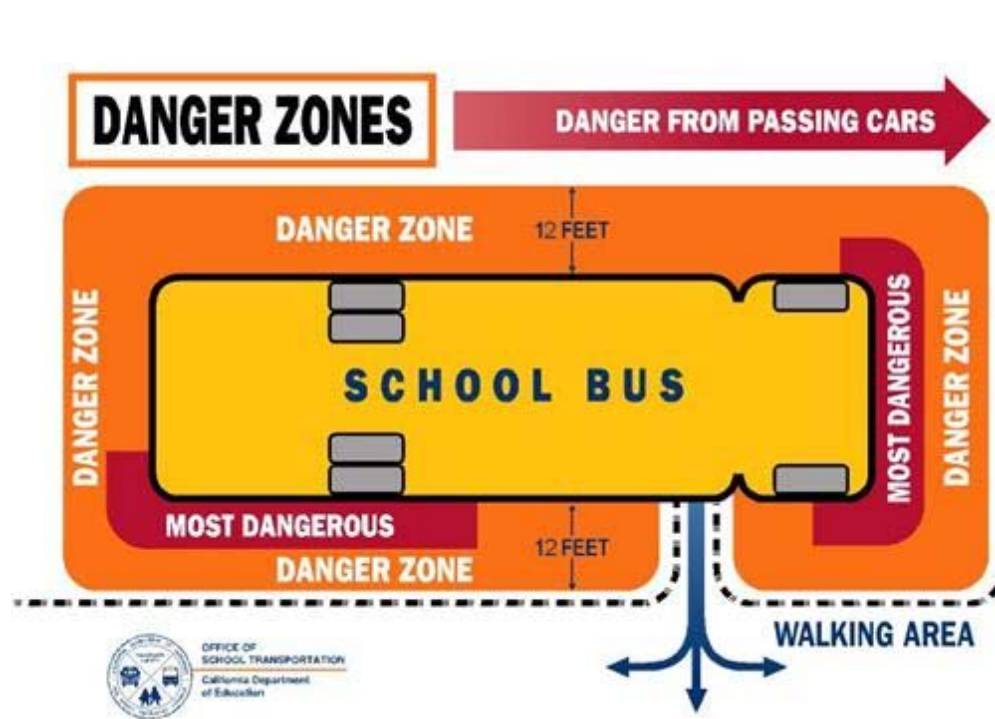 DANGER ZONES
DANGER FROM PASSING CARS
DANGER ZONE
12 FEET
DANGER ZONE
SCHOOL BUS
MOST DANGEROUS
DANGER ZONE
MOST DANGEROUS
12 FEET
DANGER ZONE
WALKING AREA
OFFICE OF
SCHOOL TRANSPORTATION
California Department
of Education